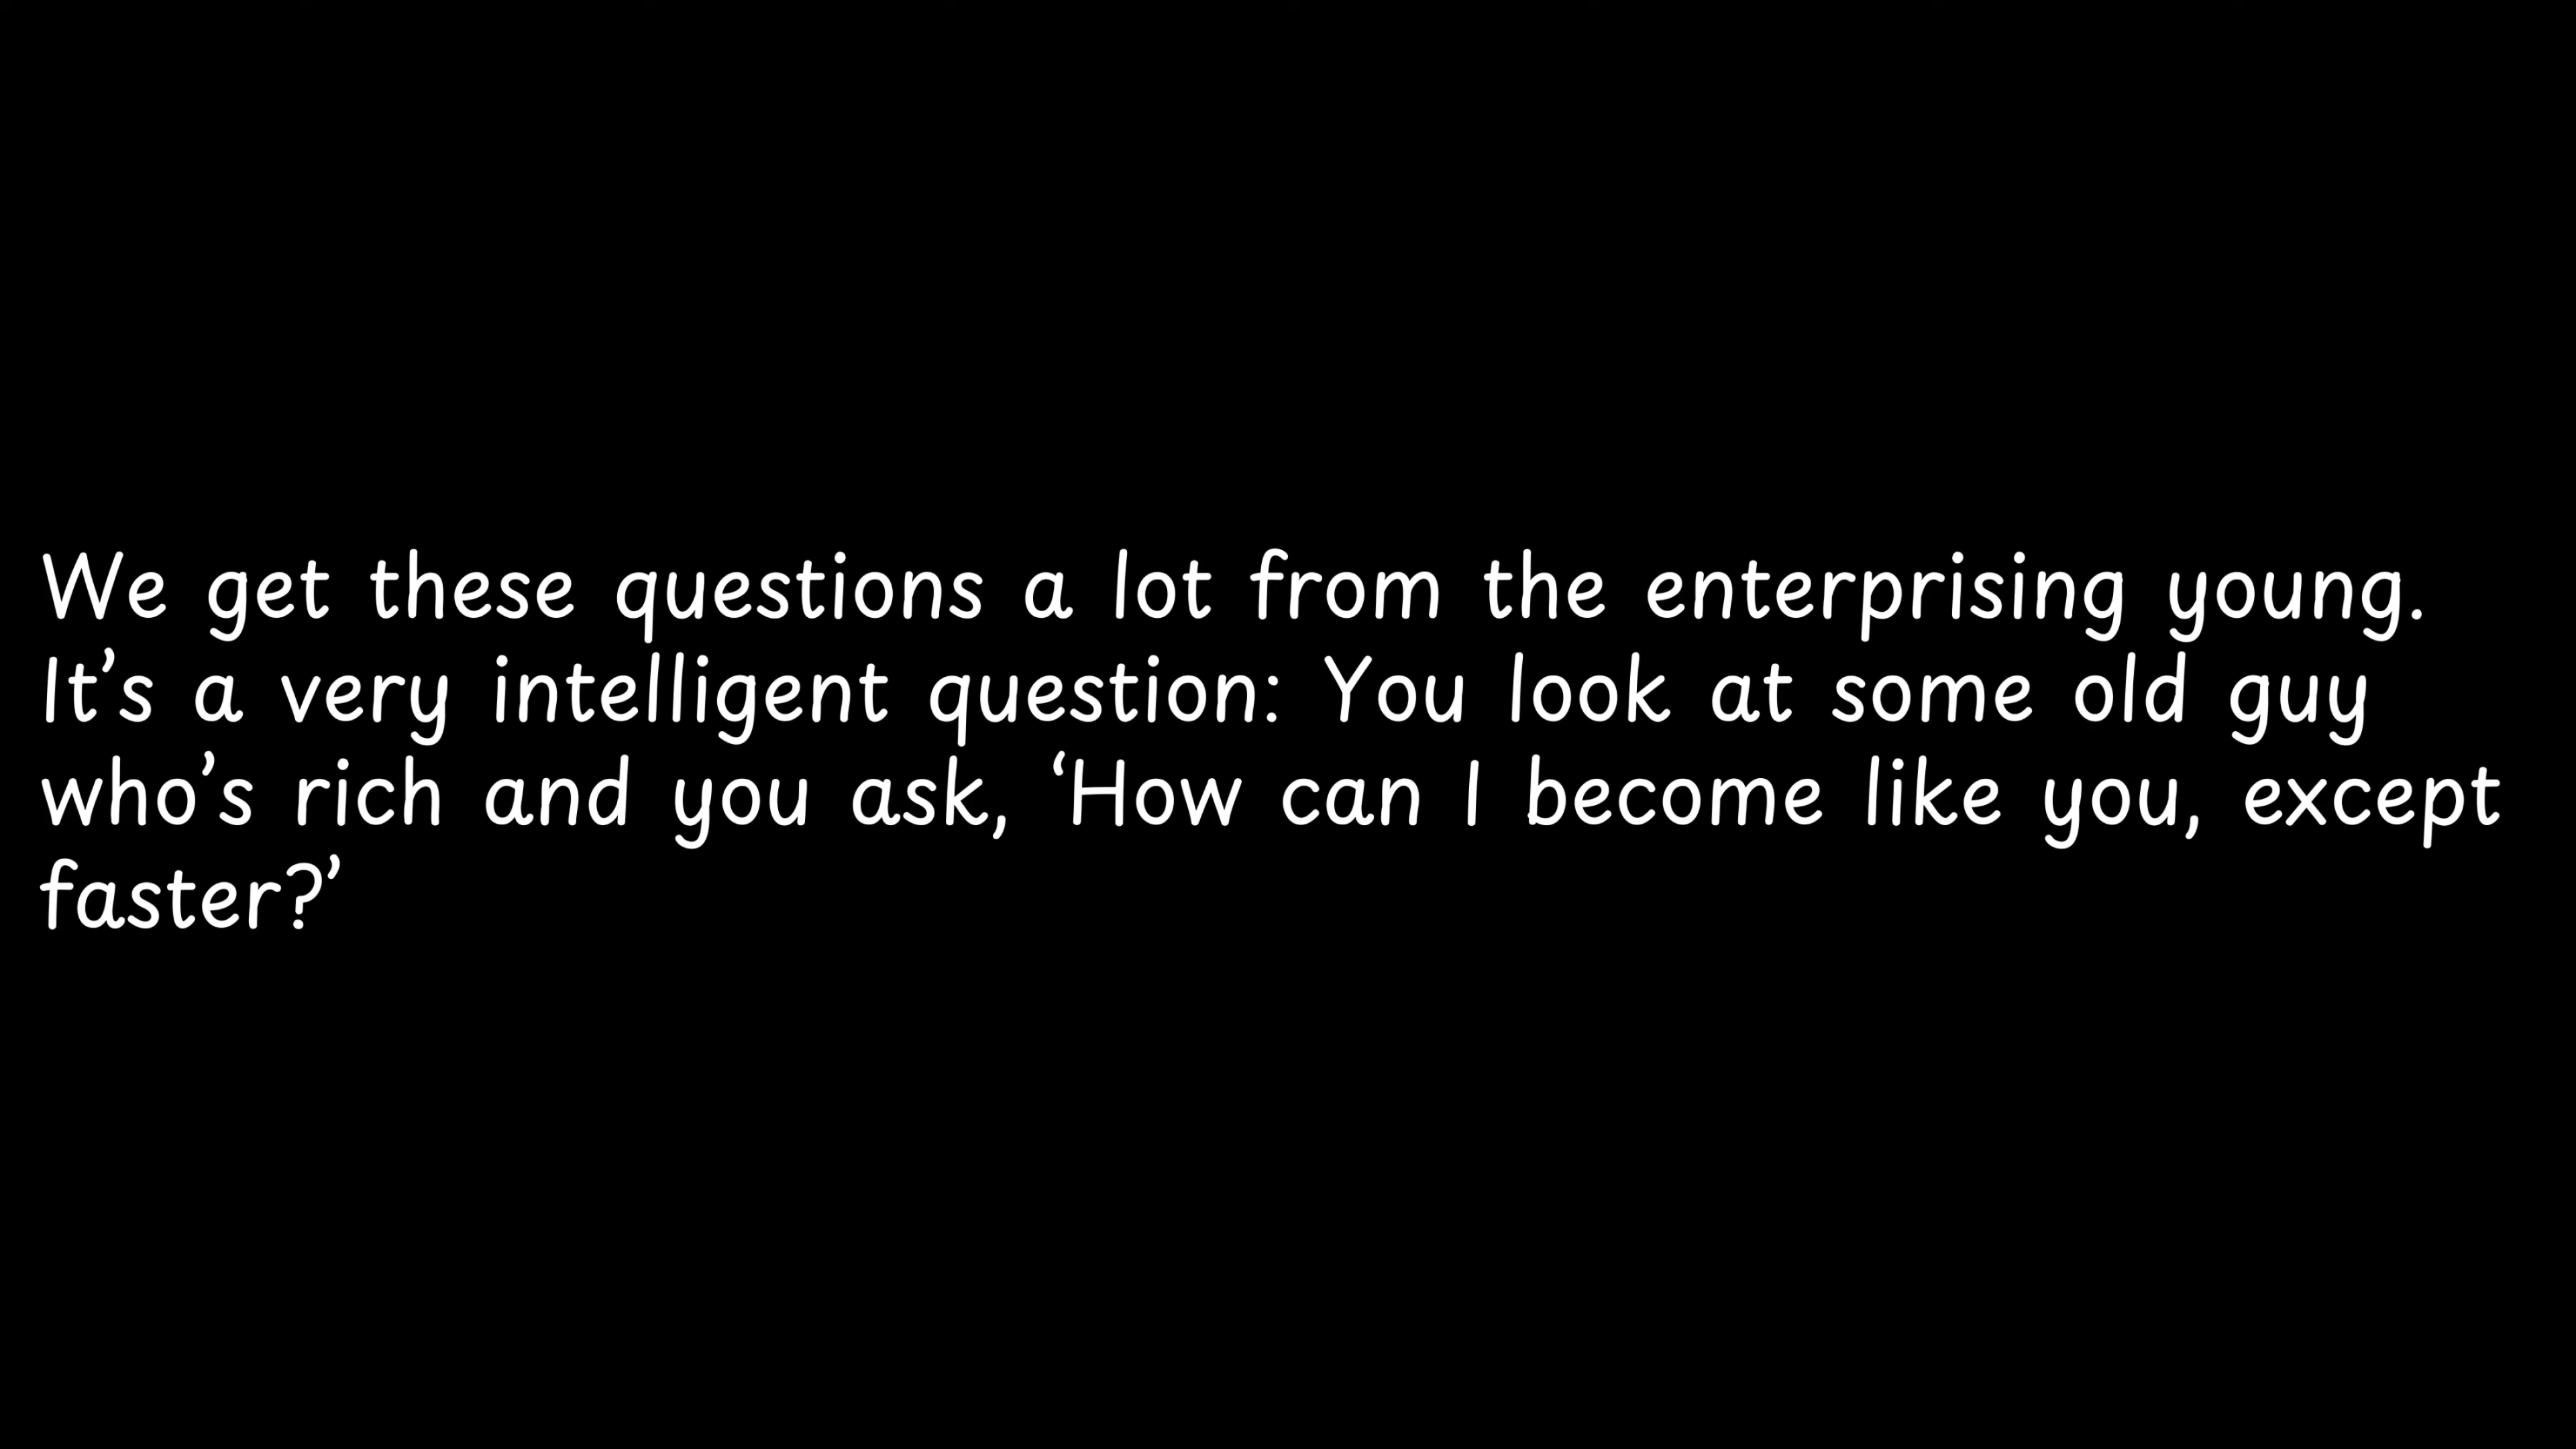 We get these questions a lot from the enterprising young.
It’s a very intelligent question: You look at some old guy
who’s rich and you ask, ‘How can I become like you, except
faster?’